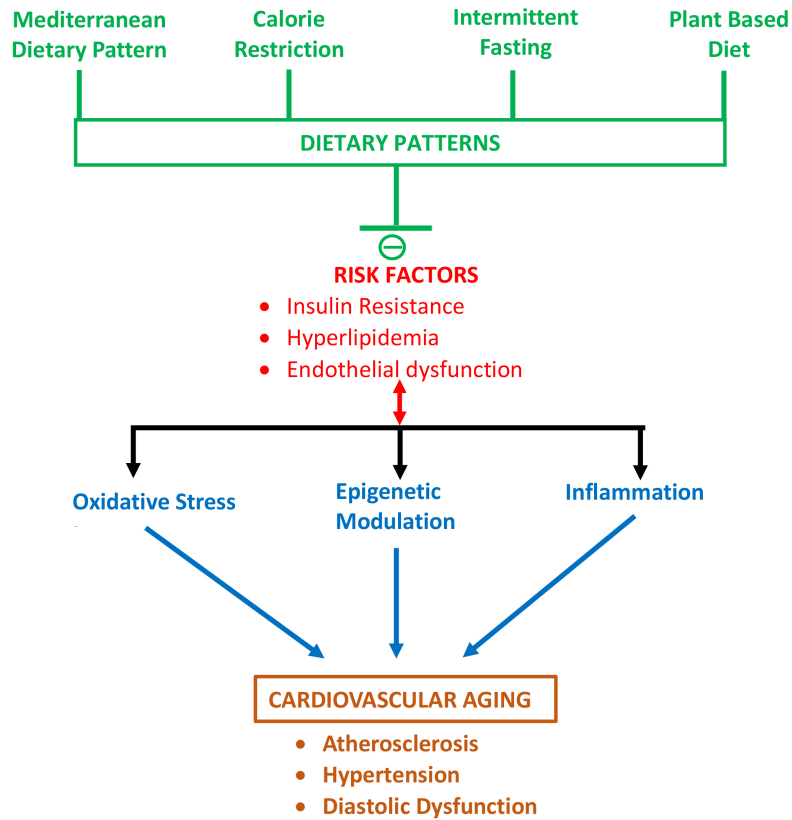 Mediterranean
Dietary Pattern
Calorie
Restriction
Intermittent
Fasting
Plant Based
Diet
DIETARY PATTERNS
RISK FACTORS
• Insulin Resistance
• Hyperlipidemia
• Endothelial dysfunction
Oxidative Stress
Epigenetic
Modulation
Inflammation
CARDIOVASCULAR AGING
• Atherosclerosis
• Hypertension
• Diastolic Dysfunction